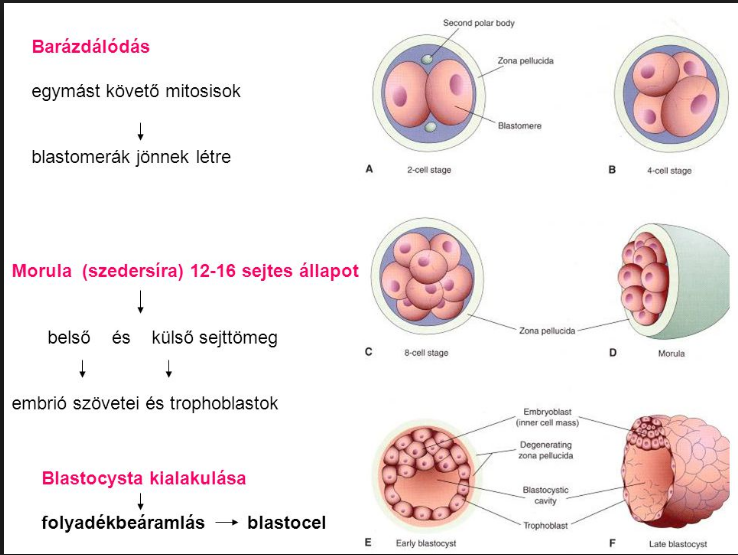 Barázdálódás
egymást követő mitosisok
blastomerák jönnek létre
Morula (szedersíra) 12-16 sejtes állapot
belső és külső sejttömeg
embrió szövetei és trophoblastok
Blastocysta kialakulása
folyadékbeáramlás blastocel
Second polar body
Zona pellucida
Blastomere
A 2-cell stage
B 4-cell stage
Zona pellucida
C 8-cell stage
D Morula
Embryoblast
(inner cell mass)
Degenerating
zona pellucida
Blastocystic
cavity
Trophoblast
E Early blastocyst
F Late blastocyst